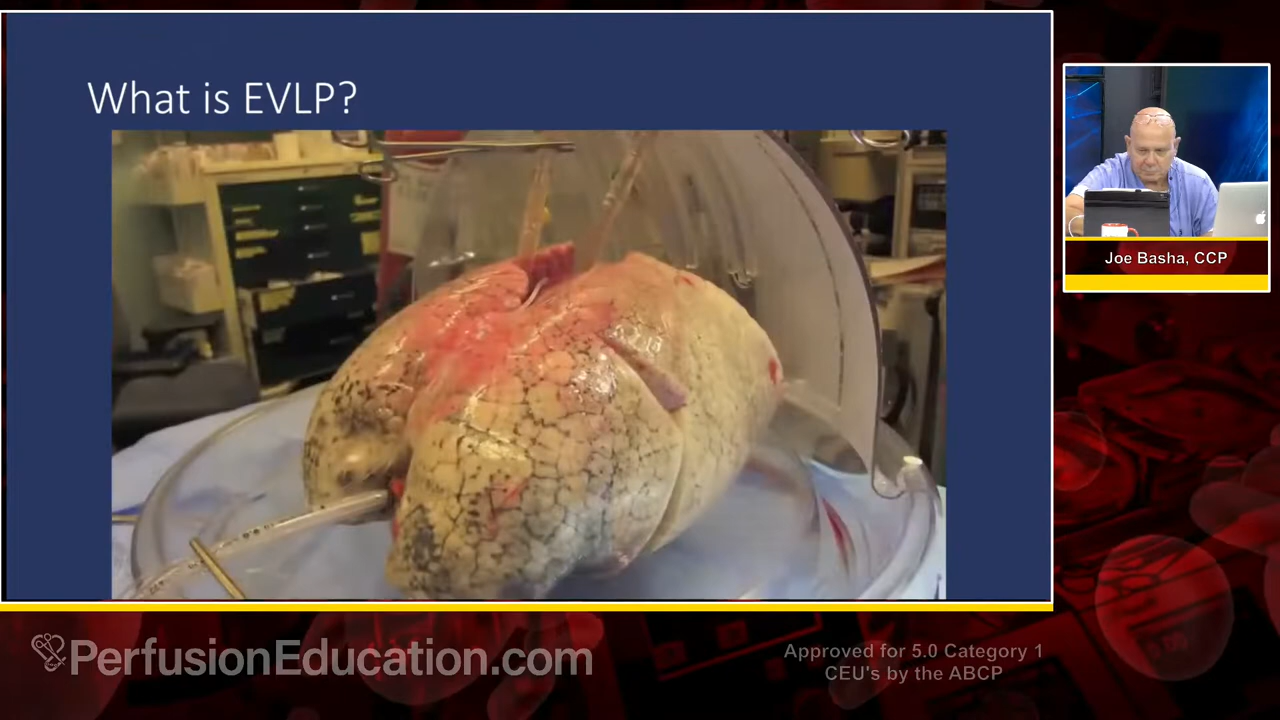 What is EVLP?
Joe Basha, CCP
PerfusionEducation.com
Approved for 5.0 Category 1
CEU's by the ABCP